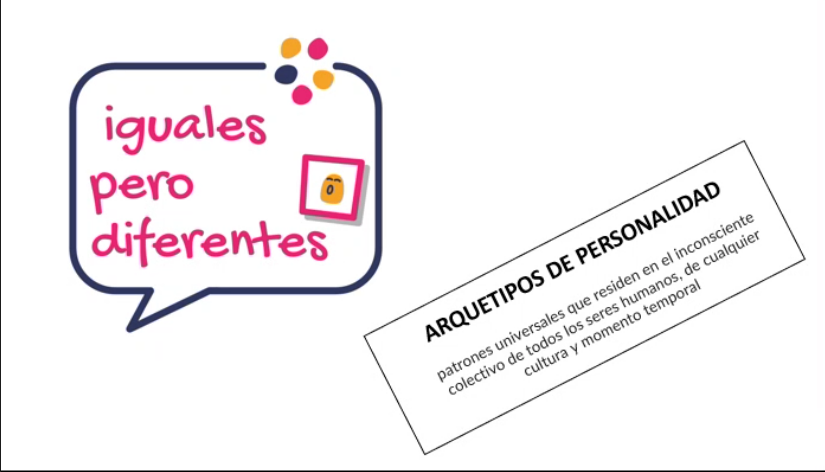 iguales
pero
diferentes
ARQUETIPOS DE PERSONALIDAD
patrones universales que residen en el inconsciente
colectivo de todos los seres humanos, de cualquier
cultura y momento temporal